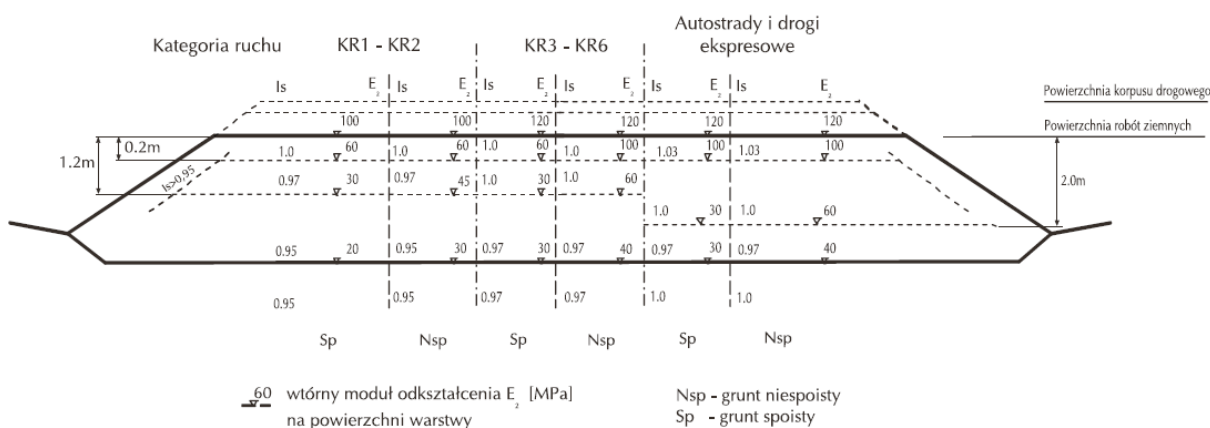 Autostrady i drogi
ekspresowe
Kategoria ruchu KR1 - KR2 KR3 - KR6
Is E₂ Is E₂ Is E₂ Is E₂ Is E₂ Is E₂
Powierzchnia korpusu drogowego
100 100 120 120 120 120
Powierzchnia robót ziemnych
0.2m 1.0 60 1.0 60 1.0 60 1.0 100 1.03 100 1.03 100
1.2m Is>0,95 0.97 30 0.97 45 1.0 30 1.0 60
2.0m
1.0 30 1.0 60
0.95 20 0.95 30 0.97 30 0.97 40 0.97 30 0.97 40
0.95 0.95 0.97 0.97 1.0 1.0
Sp Nsp Sp Nsp Sp Nsp
60 wtórny moduł odkształcenia E₂ [MPa]
na powierzchni warstwy
Nsp - grunt niespoisty
Sp - grunt spoisty